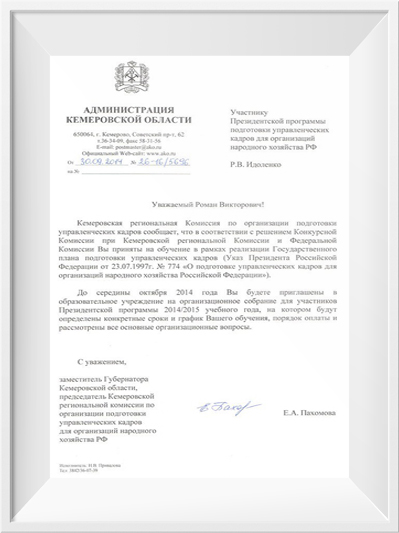 АДМИНИСТРАЦИЯ
КЕМЕРОВСКОЙ ОБЛАСТИ
650064, г. Кемерово, Советский пр-т, 62
т.36-34-09, факс 58-31-56
E-mail: postmaster@ako.ru
Официальный Web-сайт: www.ako.ru
От 30.09.2014 № 26-16/5696
на №
Участнику
Президентской программы
подготовки управленческих
кадров для организаций
народного хозяйства РФ
Р.В. Идоленко
Уважаемый Роман Викторович!
Кемеровская региональная Комиссия по организации подготовки
управленческих кадров сообщает, что в соответствии с решением Конкурсной
Комиссии при Кемеровской региональной Комиссии и Федеральной
Комиссии Вы приняты на обучение в рамках реализации Государственного
плана подготовки управленческих кадров (Указ Президента Российской
Федерации от 23.07.1997г. № 774 «О подготовке управленческих кадров для
организаций народного хозяйства Российской Федерации»).
До середины октября 2014 года Вы будете приглашены в
образовательное учреждение на организационное собрание для участников
Президентской программы 2014/2015 учебного года, на котором будут
определены конкретные сроки и график Вашего обучения, порядок оплаты и
рассмотрены все основные организационные вопросы.
С уважением,
заместитель Губернатора
Кемеровской области,
председатель Кемеровской
региональной комиссии по
организации подготовки
управленческих кадров
для организаций народного
хозяйства РФ
Е.А. Пахомова
Исполнитель: Н.В.
Тел.: